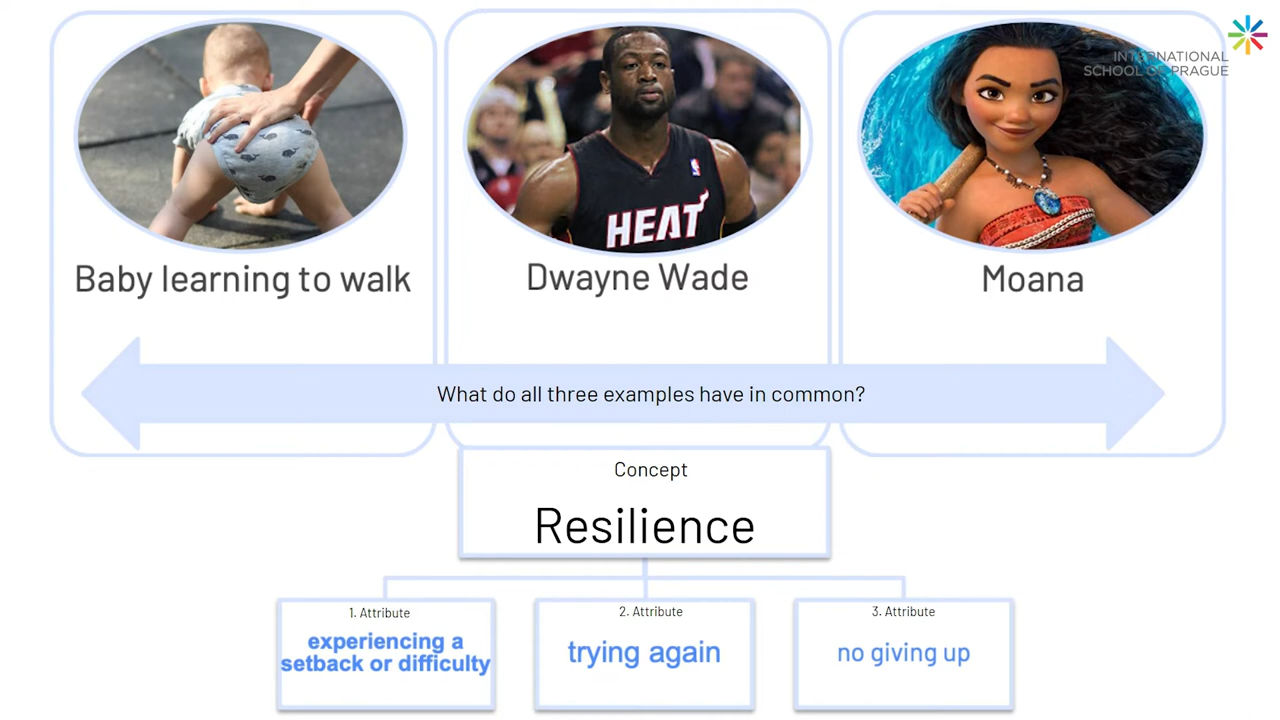 INTERNATIONAL
SCHOOL OF PRAGUE
HEAT
Baby learning to walk
Dwayne Wade
Moana
What do all three examples have in common?
Concept
Resilience
1. Attribute
experiencing a
setback or difficulty
2. Attribute
trying again
3. Attribute
no giving up